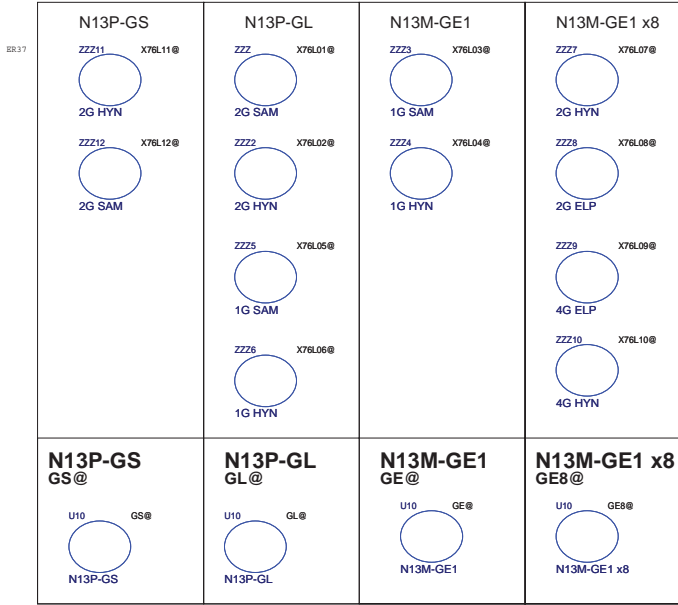 ER37
N13P-GS
ZZZ11 X76L11@
2G HYN
ZZZ12 X76L12@
2G SAM
N13P-GL
ZZZ X76L01@
2G SAM
ZZZ2 X76L02@
2G HYN
ZZZ5 X76L05@
1G SAM
ZZZ6 X76L06@
1G HYN
N13M-GE1
ZZZ3 X76L03@
1G SAM
ZZZ4 X76L04@
1G HYN
N13M-GE1 x8
ZZZ7 X76L07@
2G HYN
ZZZ8 X76L08@
2G ELP
ZZZ9 X76L09@
4G ELP
ZZZ10 X76L10@
4G HYN
N13P-GS
GS@
U10 GS@
N13P-GS
N13P-GL
GL@
U10 GL@
N13P-GL
N13M-GE1
GE@
U10 GE@
N13M-GE1
N13M-GE1 x8
GE8@
U10 GE8@
N13M-GE1 x8